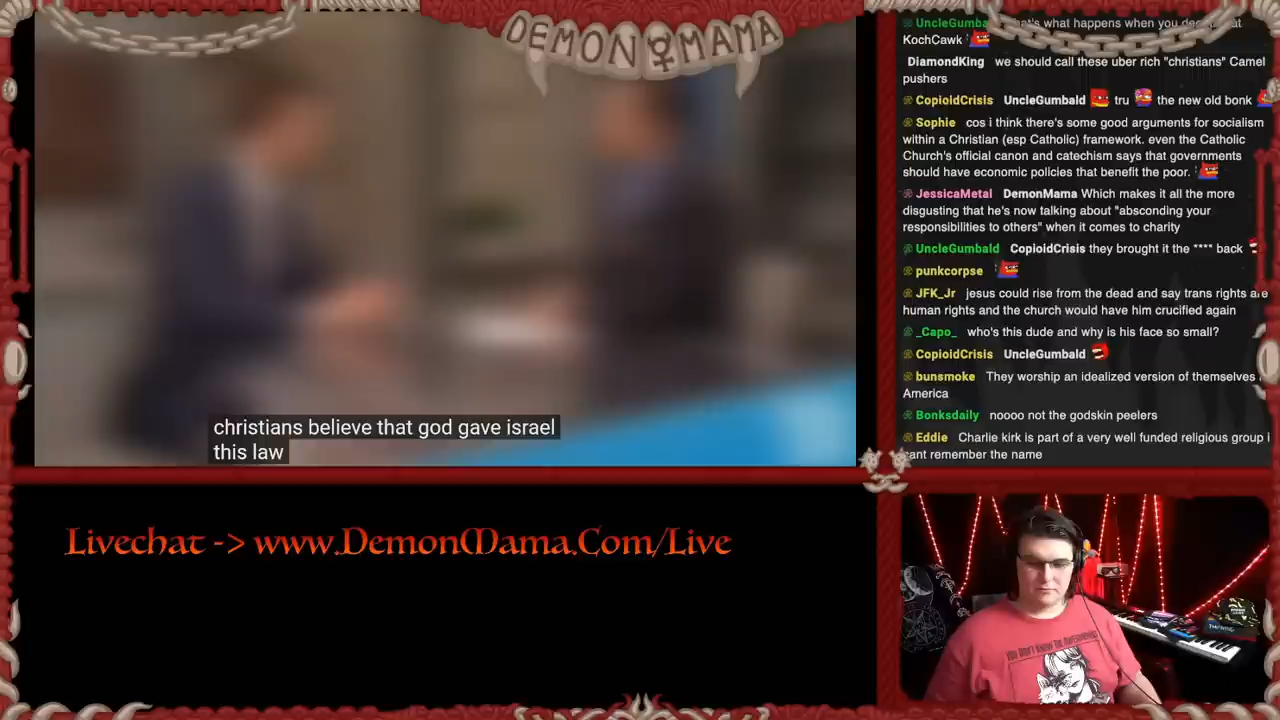 DEMON MAMA
UncleGumba
what's what happens when you
KochCawk
DiamondKing we should call these uber rich "christians" Camel
pushers
CopioidCrisis UncleGumbald tru the new old bonk
Sophie cos i think there's some good arguments for socialism
within a Christian (esp Catholic) framework. even the Catholic
Church's official canon and catechism says that governments
should have economic policies that benefit the poor.
JessicaMetal DemonMama Which makes it all the more
disgusting that he's now talking about "absconding your
responsibilities to others" when it comes to charity
UncleGumbald CopioidCrisis they brought it the **** back
punkcorpse
JFK_Jr jesus could rise from the dead and say trans rights are
human rights and the church would have him crucified again
_Capo_ who's this dude and why is his face so small?
CopioidCrisis UncleGumbald
bunsmoke They worship an idealized version of themselves
America
Bonksdaily noooo not the godskin peelers
Eddie Charlie kirk is part of a very well funded religious group i
cant remember the name
christians believe that god gave israel
this law
Livechat -> www.DemonMama.Com/Live